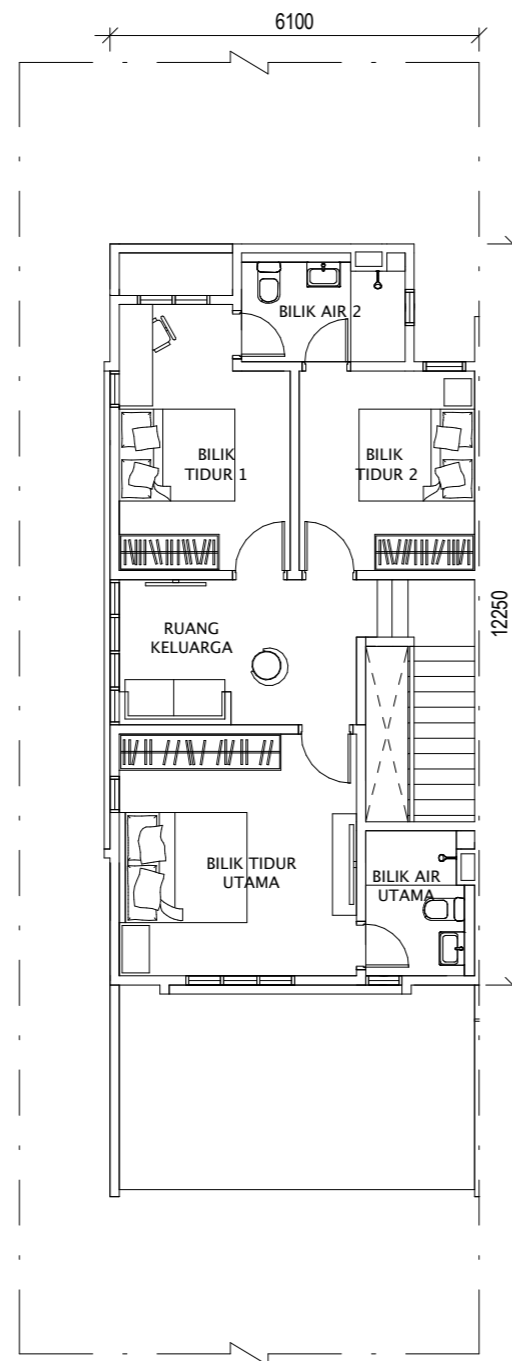 6100
BILIK AIR 2
BILIK
TIDUR 1
BILIK
TIDUR 2
12250
RUANG
KELUARGA
BILIK TIDUR
UTAMA
BILIK AIR
UTAMA